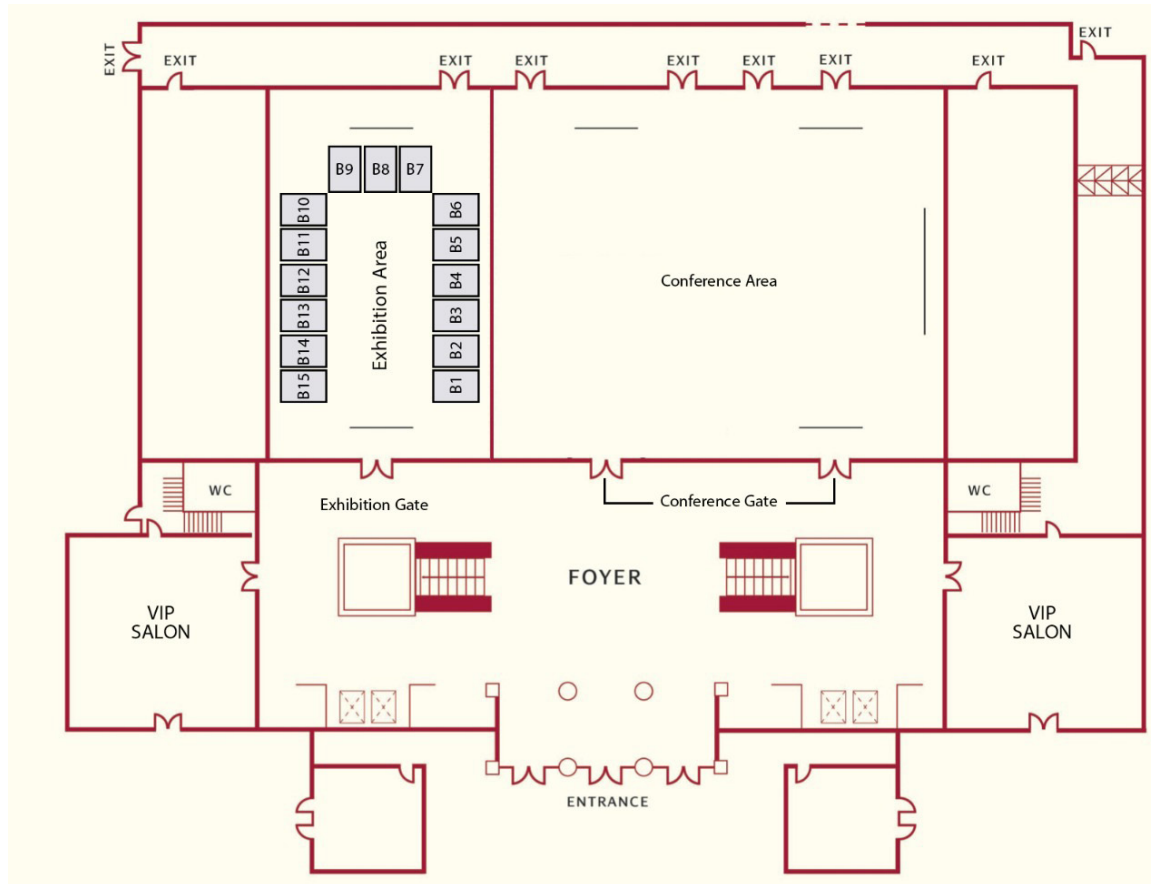 EXIT
EXIT
EXIT
EXIT
EXIT
EXIT
EXIT
EXIT
EXIT
B9
B8
B7
B10
B11
B12
B13
B14
B15
Exhibition Area
B6
B5
B4
B3
B2
B1
Conference Area
WC
Exhibition Gate
Conference Gate
WC
VIP
SALON
FOYER
VIP
SALON
ENTRANCE